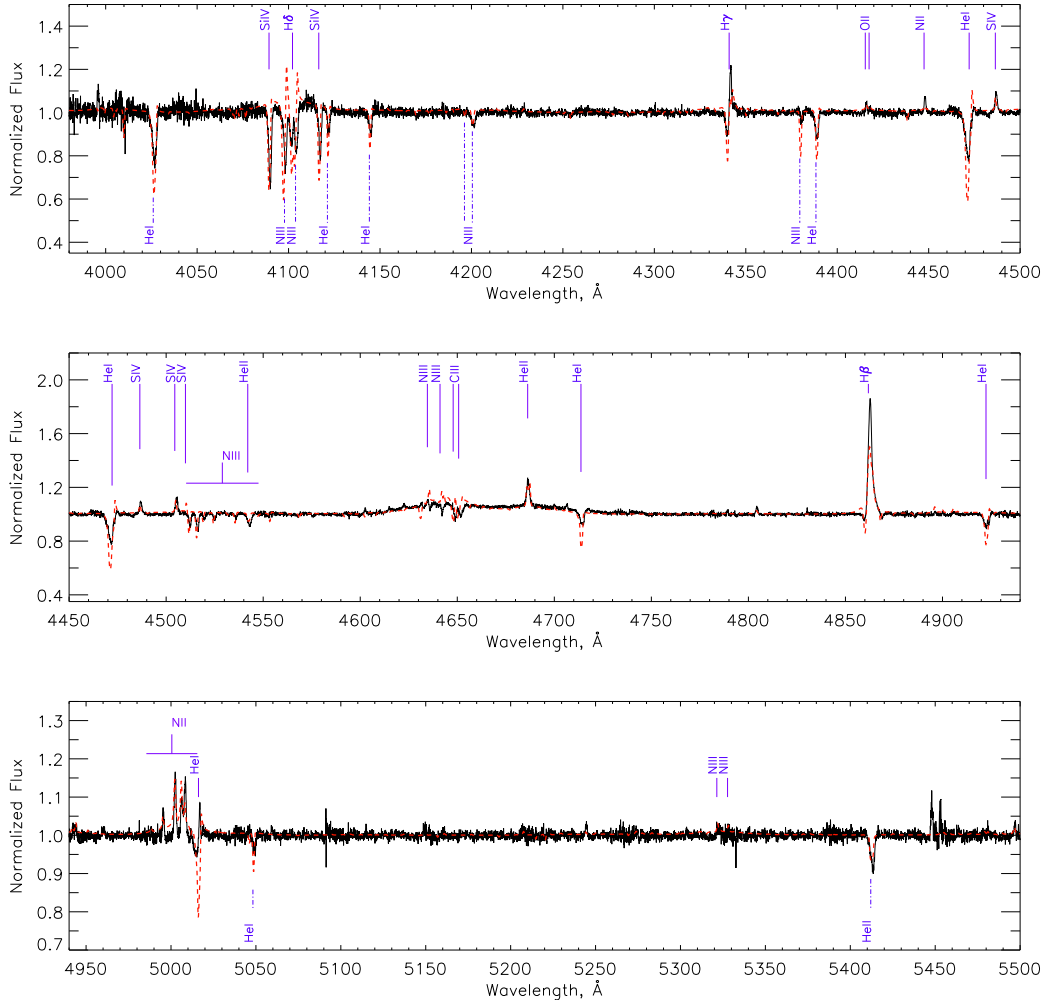 SiIV Hδ SiIV Hγ OII NII HeI SIV
1.4
1.2
1.0
0.8
0.6
0.4
Normalized Flux
HeI NIII NIII HeI HeI NIII NIII HeI
4000 4050 4100 4150 4200 4250 4300 4350 4400 4450 4500
Wavelength, Å
HeI SIV SIV SIV NIII HeII NIII NIII CIII HeII HeI Hβ HeI
2.0
1.6
1.2
1.0
0.8
0.4
Normalized Flux
4450 4500 4550 4600 4650 4700 4750 4800 4850 4900
Wavelength, Å
NII HeI NIII NIII
1.3
1.2
1.1
1.0
0.9
0.8
0.7
Normalized Flux
HeI HeII
4950 5000 5050 5100 5150 5200 5250 5300 5350 5400 5450 5500
Wavelength, Å